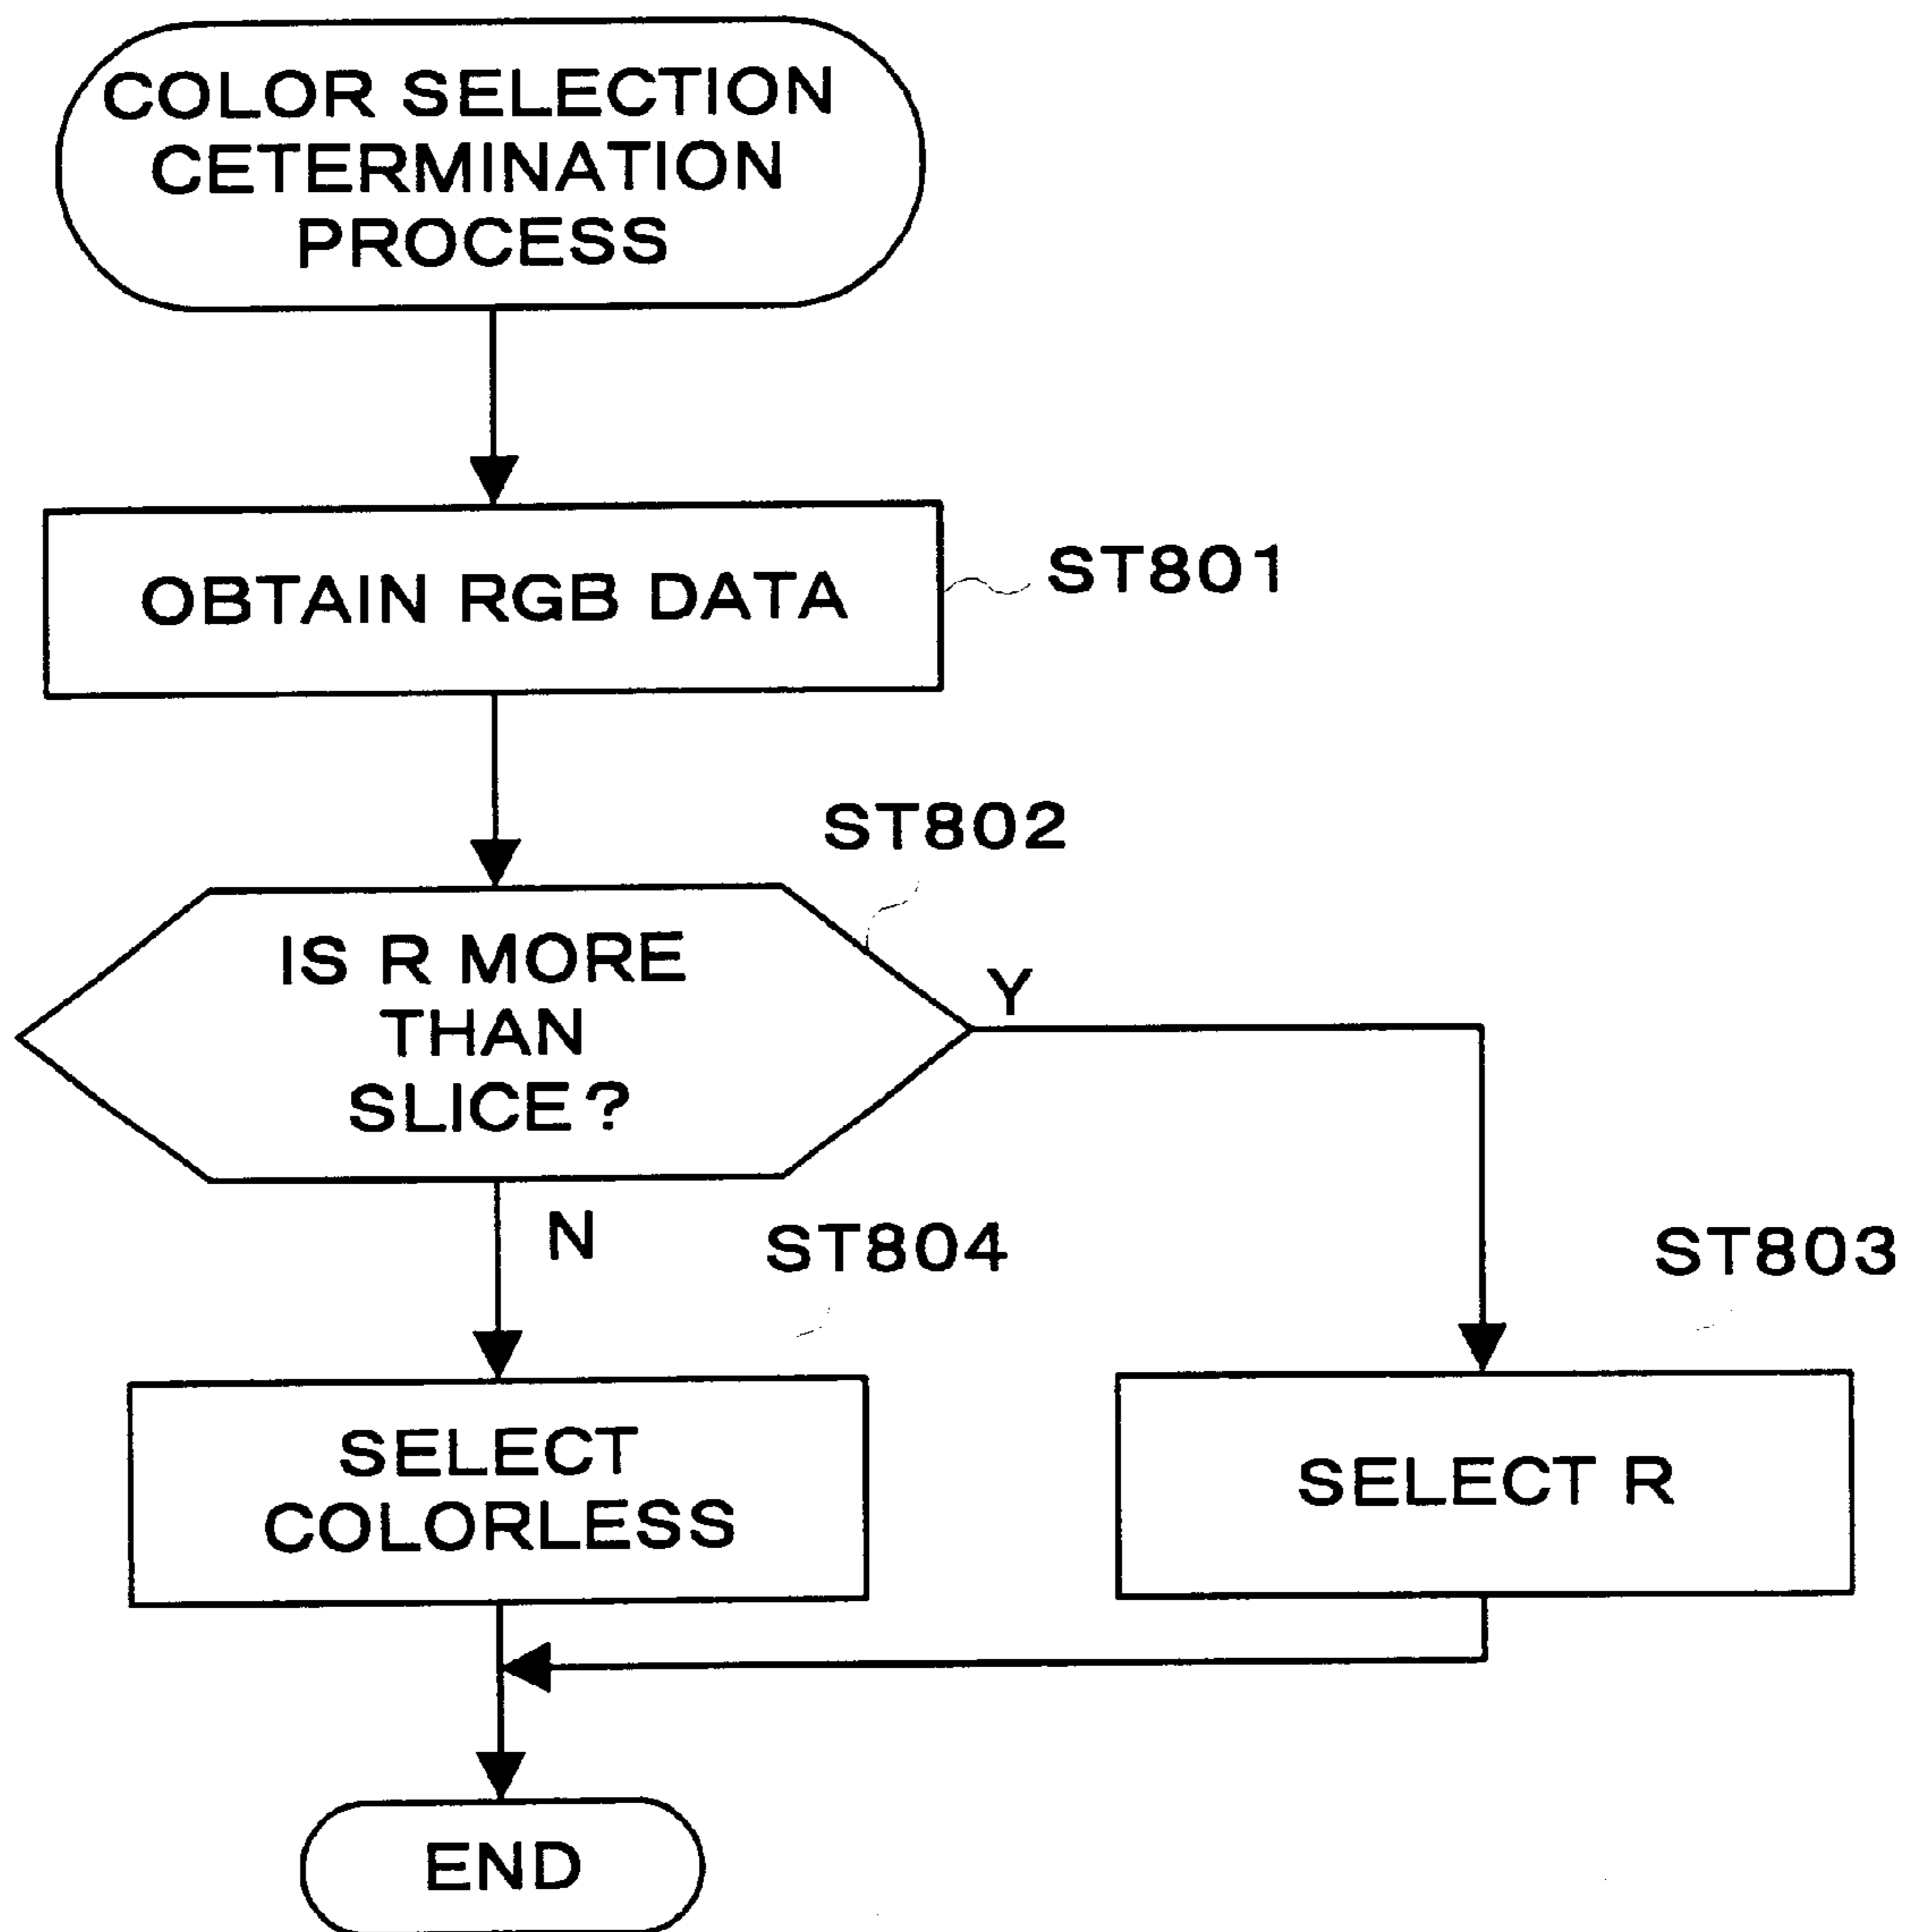 COLOR SELECTION
CETERMINATION
PROCESS
OBTAIN RGB DATA
ST801
ST802
IS R MORE
THAN
SLICE?
Y
N
ST804
ST803
SELECT
COLORLESS
SELECT R
END